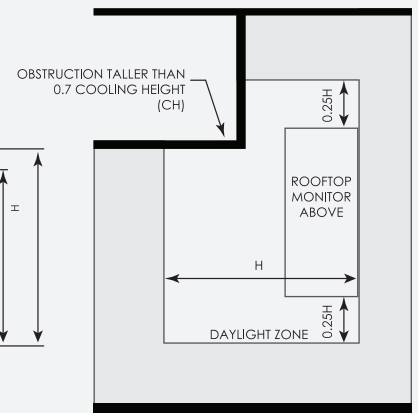 OBSTRUCTION TALLER THAN
0.7 COOLING HEIGHT
(CH)
0.25H
H
ROOFTOP
MONITOR
ABOVE
H
DAYLIGHT ZONE
0.25H